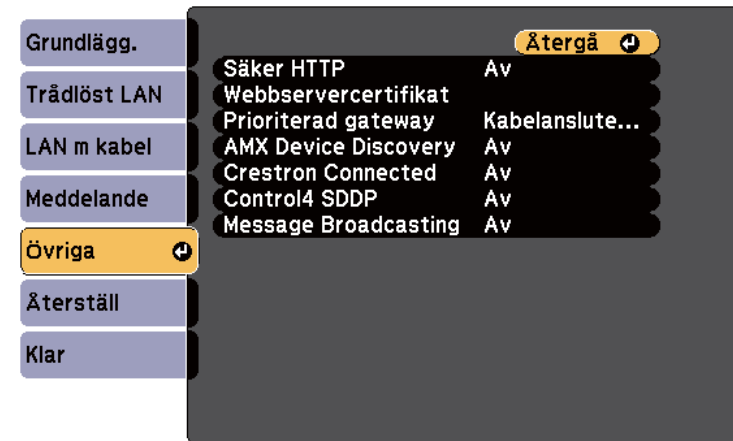 Grundlägg.
Trådlöst LAN
LAN m kabel
Meddelande
Övriga
Återställ
Klar
Återgå
Säker HTTP Av
Webbservercertifikat
Prioriterad gateway Kabelanslute...
AMX Device Discovery Av
Crestron Connected Av
Control4 SDDP Av
Message Broadcasting Av